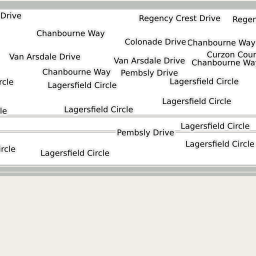 Drive
Regency Crest Drive
Regen
Chanbourne Way
Colonade Drive
Chanbourne Way
Van Arsdale Drive
Curzon Cour
Van Arsdale Drive
Chanbourne Way
Chanbourne Way
Pembsly Drive
rcle
Lagersfield Circle
Lagersfield Circle
Lagersfield Circle
le
Lagersfield Circle
Lagersfield Circle
Pembsly Drive
Lagersfield Circle
ircle
Lagersfield Circle